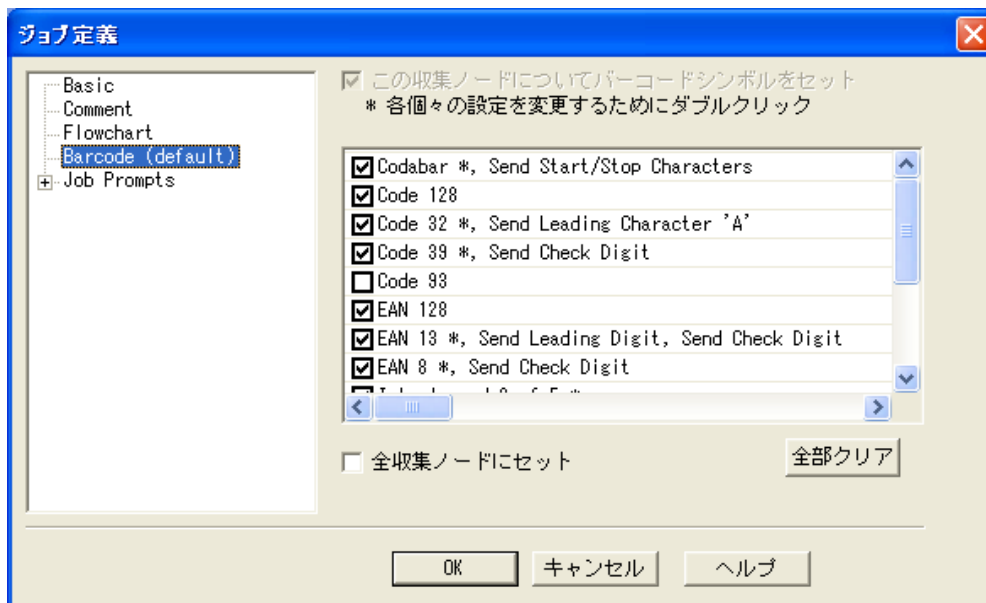 ジョブ定義
Basic
Comment
Flowchart
Barcode (default)
Job Prompts
この収集ノードについてバーコードシンボルをセット
* 各個々の設定を変更するためにダブルクリック
Codabar *, Send Start/Stop Characters
Code 128
Code 32 *, Send Leading Character 'A'
Code 39 *, Send Check Digit
Code 93
EAN 128
EAN 13 *, Send Leading Digit, Send Check Digit
EAN 8 *, Send Check Digit
全収集ノードにセット
全部クリア
OK
キャンセル
ヘルプ